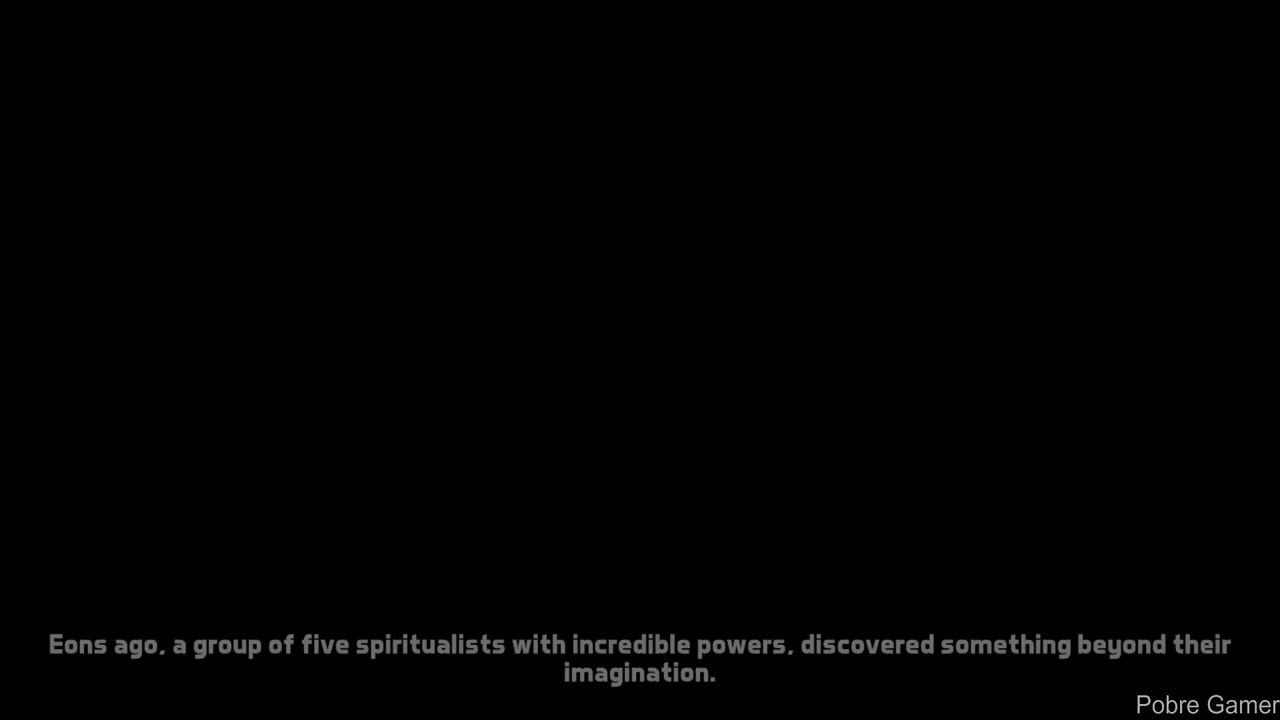 Eons ago, a group of five spiritualists with incredible powers, discovered something beyond their
imagination.
Pobre Gamer